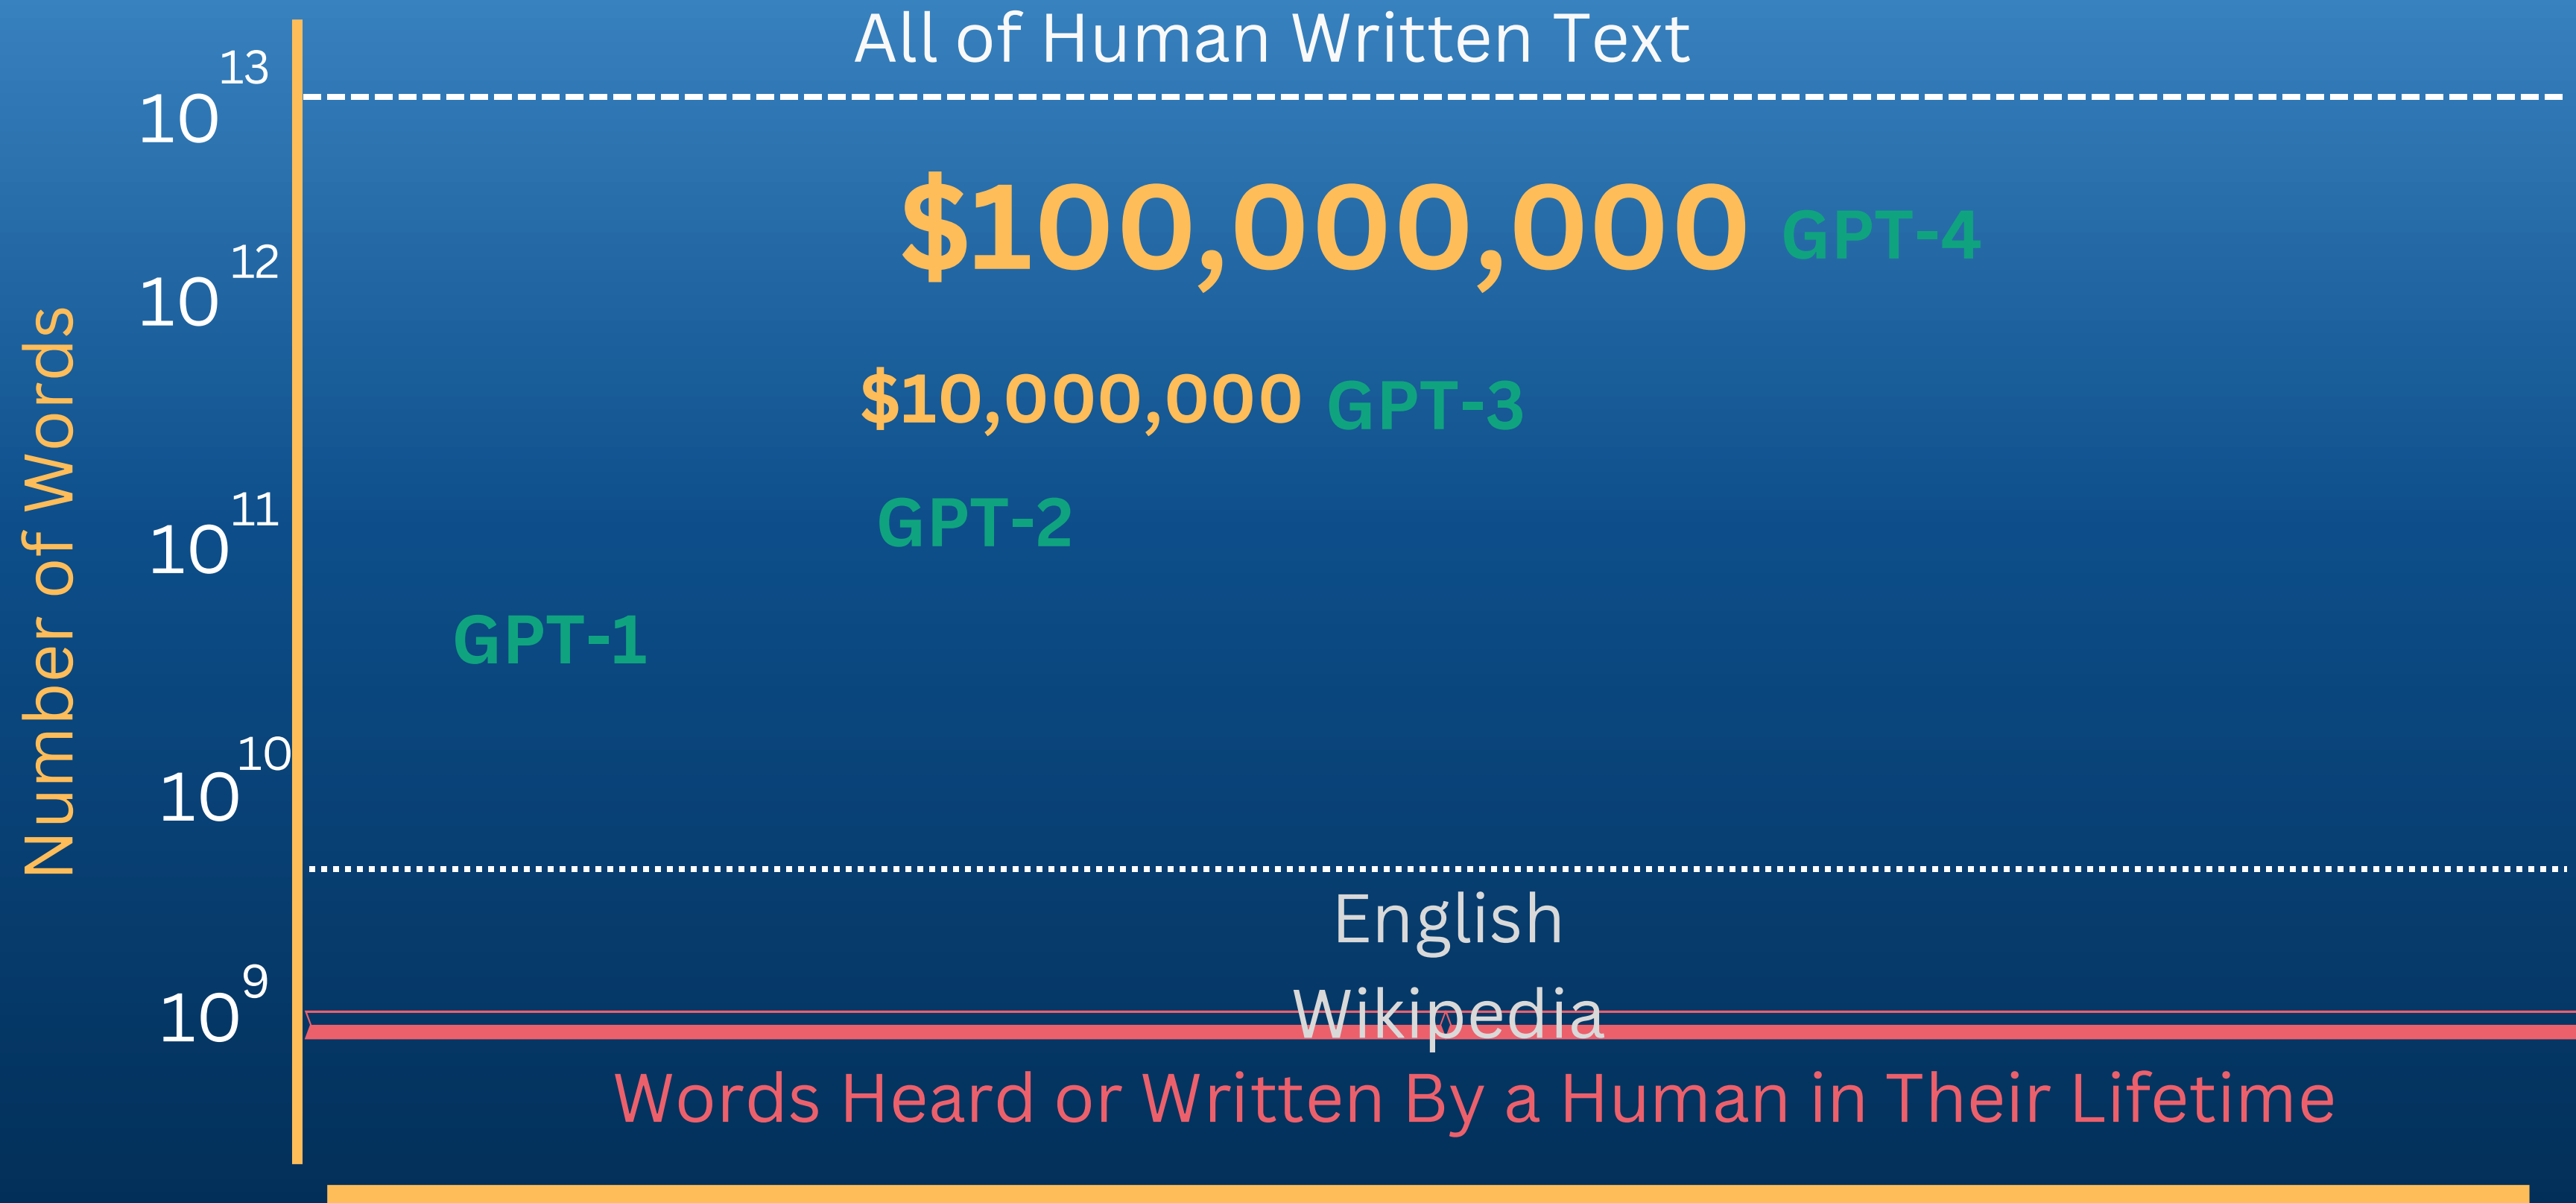 All of Human Written Text
10^13
$100,000,000 GPT-4
10^12
$10,000,000 GPT-3
GPT-2
10^11
GPT-1
10^10
Number of Words
English
Wikipedia
10^9
Words Heard or Written By a Human in Their Lifetime